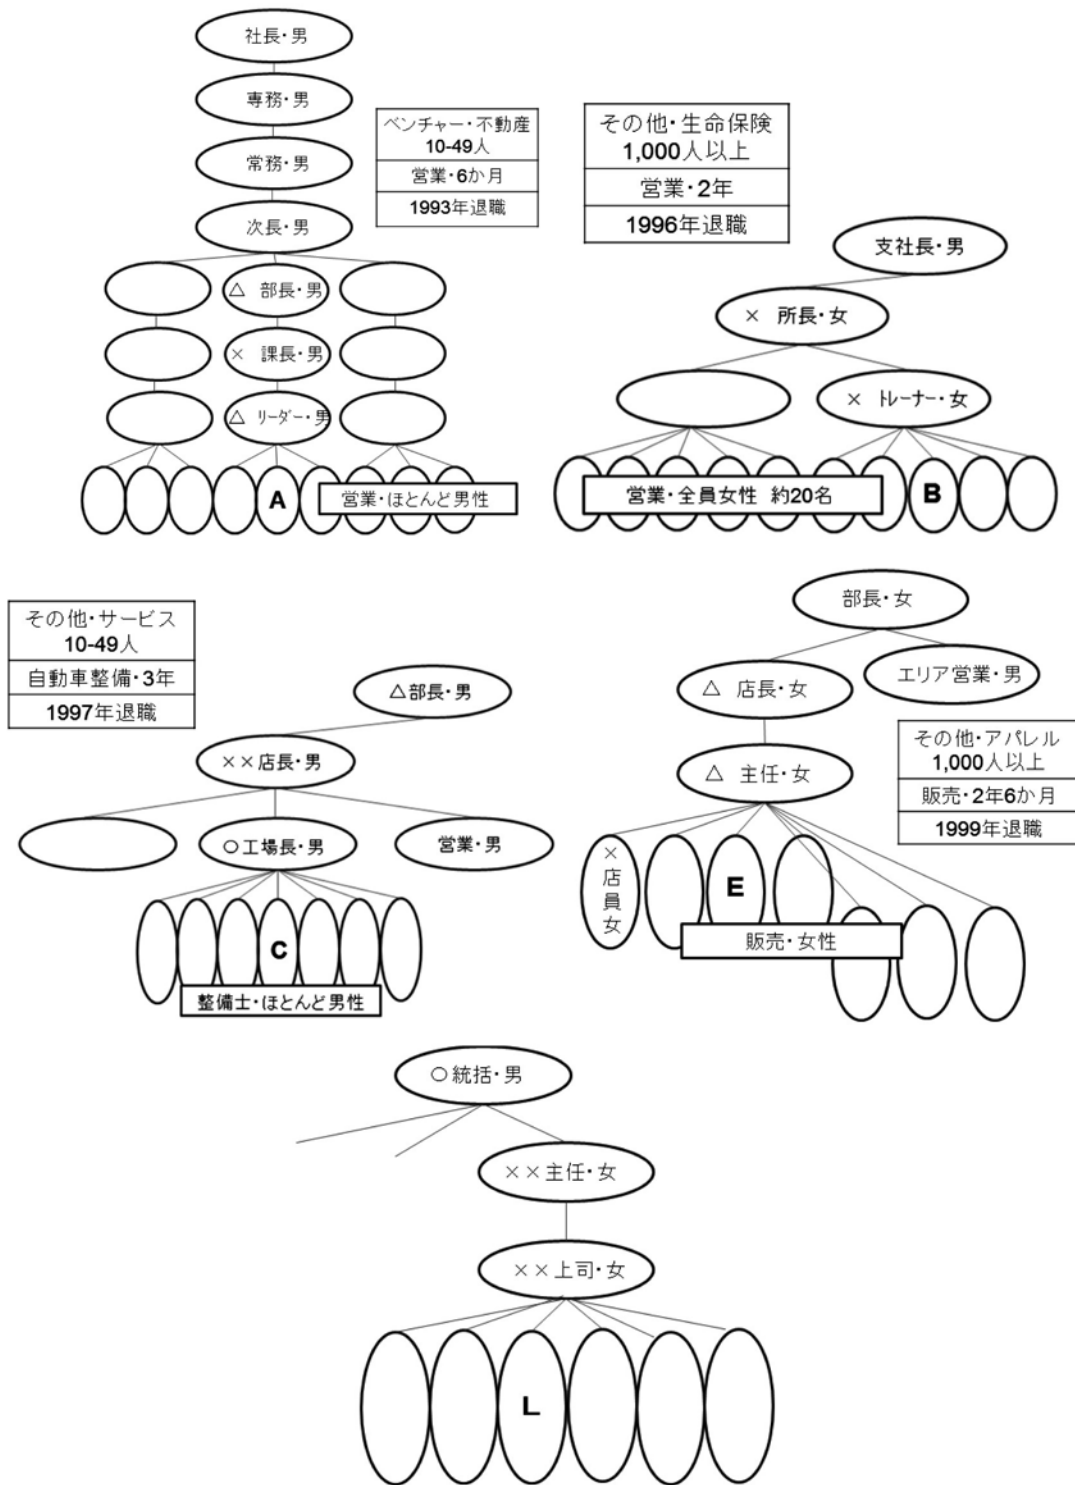 社長・男
専務・男
常務・男
次長・男
△ 部長・男
× 課長・男
△ リーダー・男
A
営業・ほとんど男性
ベンチャー・不動産
10-49人
営業・6か月
1993年退職
その他・生命保険
1,000人以上
営業・2年
1996年退職
支社長・男
× 所長・女
× トレーナー・女
営業・全員女性 約20名
B
その他・サービス
10-49人
自動車整備・3年
1997年退職
△部長・男
××店長・男
○工場長・男
営業・男
C
整備士・ほとんど男性
部長・女
エリア営業・男
△ 店長・女
△ 主任・女
その他・アパレル
1,000人以上
販売・2年6か月
1999年退職
×店員女
E
販売・女性
○統括・男
××主任・女
××上司・女
L